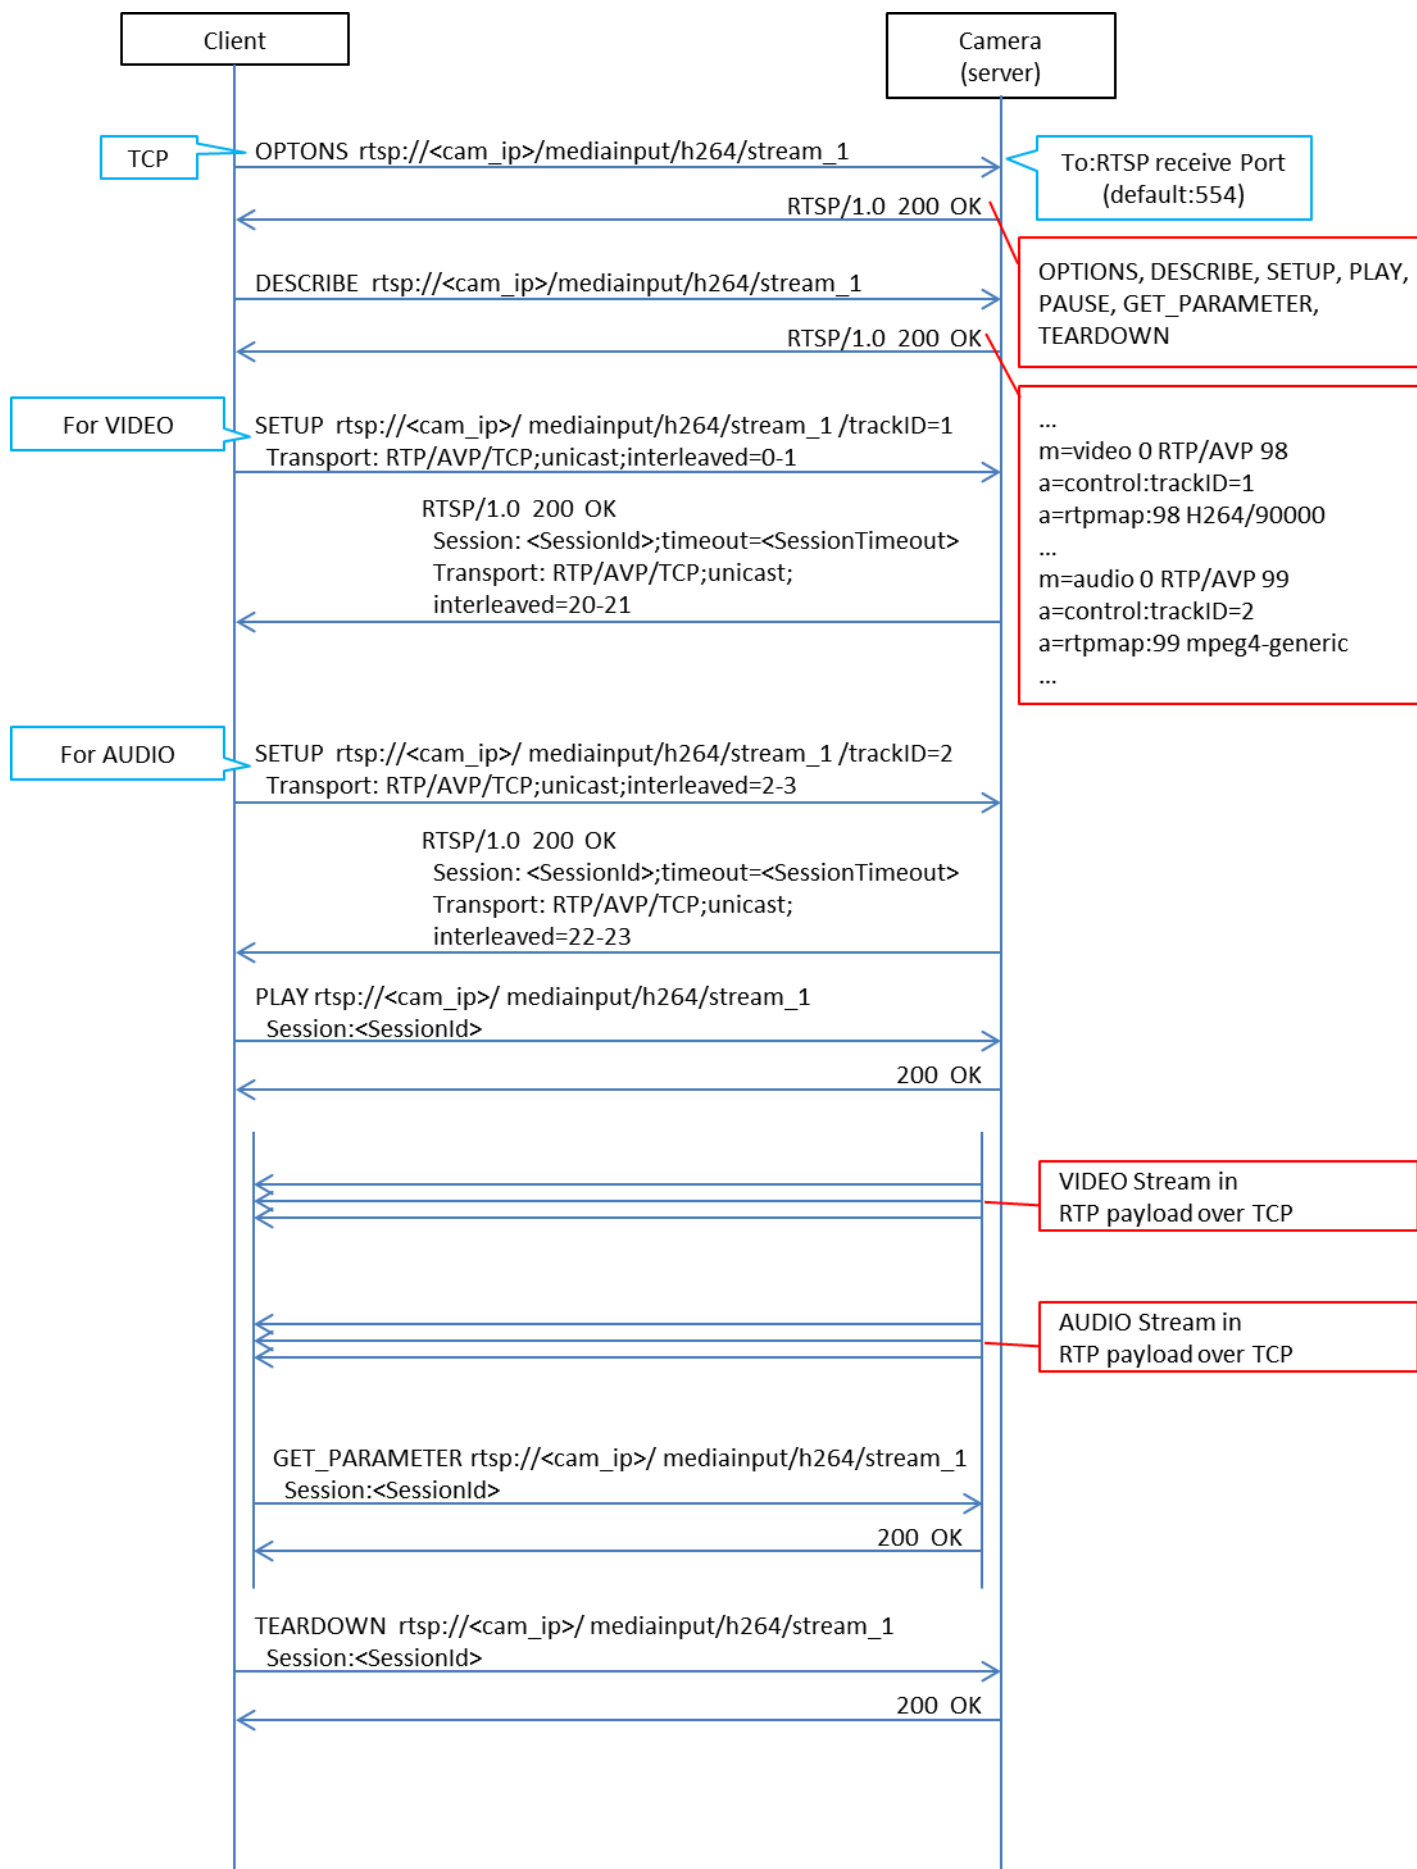 Client
Camera
(server)
TCP
OPTONS rtsp://<cam_ip>/mediainput/h264/stream_1
To:RTSP receive Port
(default:554)
RTSP/1.0 200 OK
OPTIONS, DESCRIBE, SETUP, PLAY,
PAUSE, GET_PARAMETER,
TEARDOWN
DESCRIBE rtsp://<cam_ip>/mediainput/h264/stream_1
RTSP/1.0 200 OK
...
m=video 0 RTP/AVP 98
a=control:trackID=1
a=rtpmap:98 H264/90000
...
m=audio 0 RTP/AVP 99
a=control:trackID=2
a=rtpmap:99 mpeg4-generic
...
For VIDEO
SETUP rtsp://<cam_ip>/ mediainput/h264/stream_1 /trackID=1
Transport: RTP/AVP/TCP;unicast;interleaved=0-1
RTSP/1.0 200 OK
Session: <SessionId>;timeout=<SessionTimeout>
Transport: RTP/AVP/TCP;unicast;
interleaved=20-21
For AUDIO
SETUP rtsp://<cam_ip>/ mediainput/h264/stream_1 /trackID=2
Transport: RTP/AVP/TCP;unicast;interleaved=2-3
RTSP/1.0 200 OK
Session: <SessionId>;timeout=<SessionTimeout>
Transport: RTP/AVP/TCP;unicast;
interleaved=22-23
PLAY rtsp://<cam_ip>/ mediainput/h264/stream_1
Session:<SessionId>
200 OK
VIDEO Stream in
RTP payload over TCP
AUDIO Stream in
RTP payload over TCP
GET_PARAMETER rtsp://<cam_ip>/ mediainput/h264/stream_1
Session:<SessionId>
200 OK
TEARDOWN rtsp://<cam_ip>/ mediainput/h264/stream_1
Session:<SessionId>
200 OK